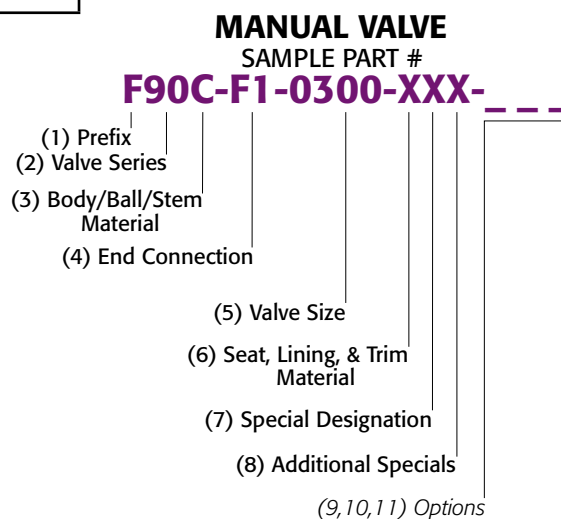 MANUAL VALVE
SAMPLE PART #
F90C-F1-0300-XXX-_ _ _
(1) Prefix
(2) Valve Series
(3) Body/Ball/Stem
Material
(4) End Connection
(5) Valve Size
(6) Seat, Lining, & Trim
Material
(7) Special Designation
(8) Additional Specials
(9,10,11) Options